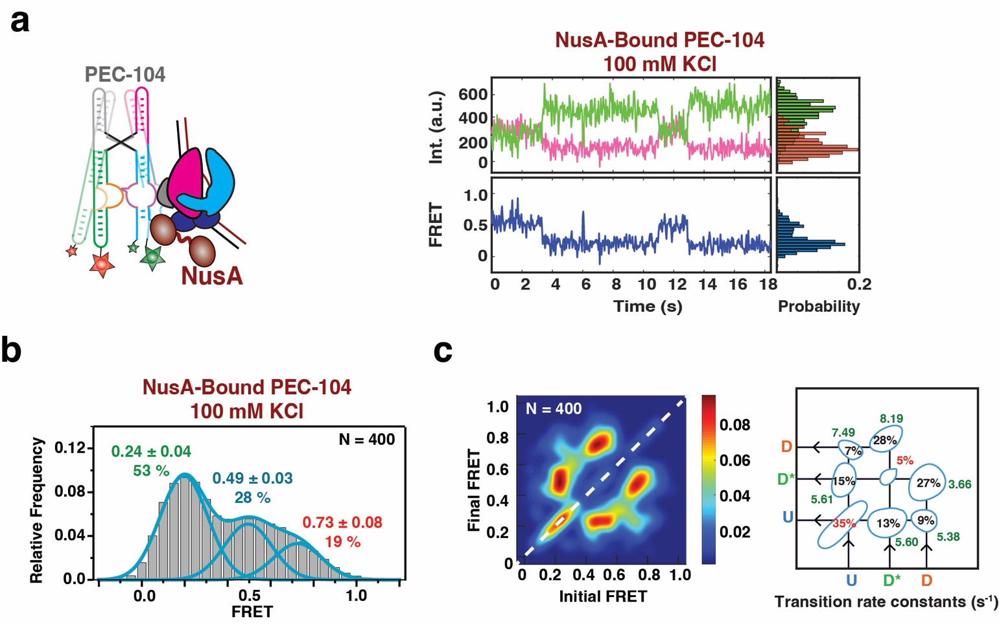 a
PEC-104
NusA
NusA-Bound PEC-104
100 mM KCl
Int. (a.u.)
600
400
200
0
FRET
1.0
0.5
0
0 2 4 6 8 10 12 14 16 18
0.2
Time (s)
Probability
b
NusA-Bound PEC-104
100 mM KCl
N = 400
Relative Frequency
0.12
0.08
0.04
0.0
0.24 ± 0.04
53 %
0.49 ± 0.03
28 %
0.73 ± 0.08
19 %
0.0 0.5 1.0
FRET
c
N = 400
Final FRET
1.0
0.8
0.6
0.4
0.2
0
0 0.2 0.4 0.6 0.8 1.0
Initial FRET
0.08
0.06
0.04
0.02
D
D*
U
8.19
7.49
28%
7%
5%
15%
27%
3.66
5.61
35%
13%
9%
5.60
5.38
U D* D
Transition rate constants (s⁻¹)